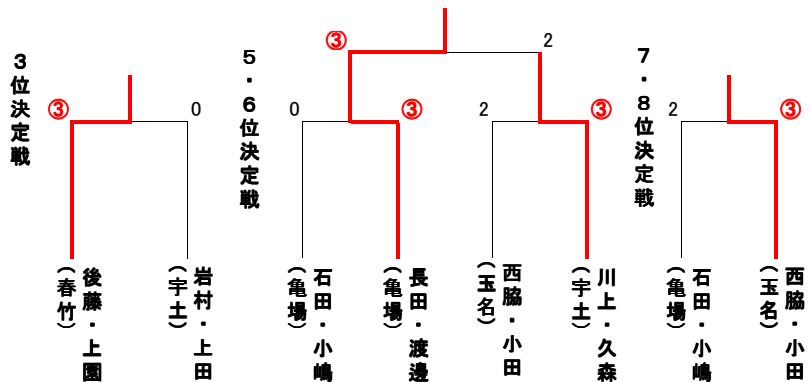 3位決定戦
③
0
後藤・上園
(春竹)
岩村・上田
(宇土)
5・6位決定戦
③
2
0
③
2
③
石田・小嶋
(亀場)
長田・渡邊
(亀場)
西脇・小田
(玉名)
川上・久森
(宇土)
7・8位決定戦
2
③
石田・小嶋
(亀場)
西脇・小田
(玉名)